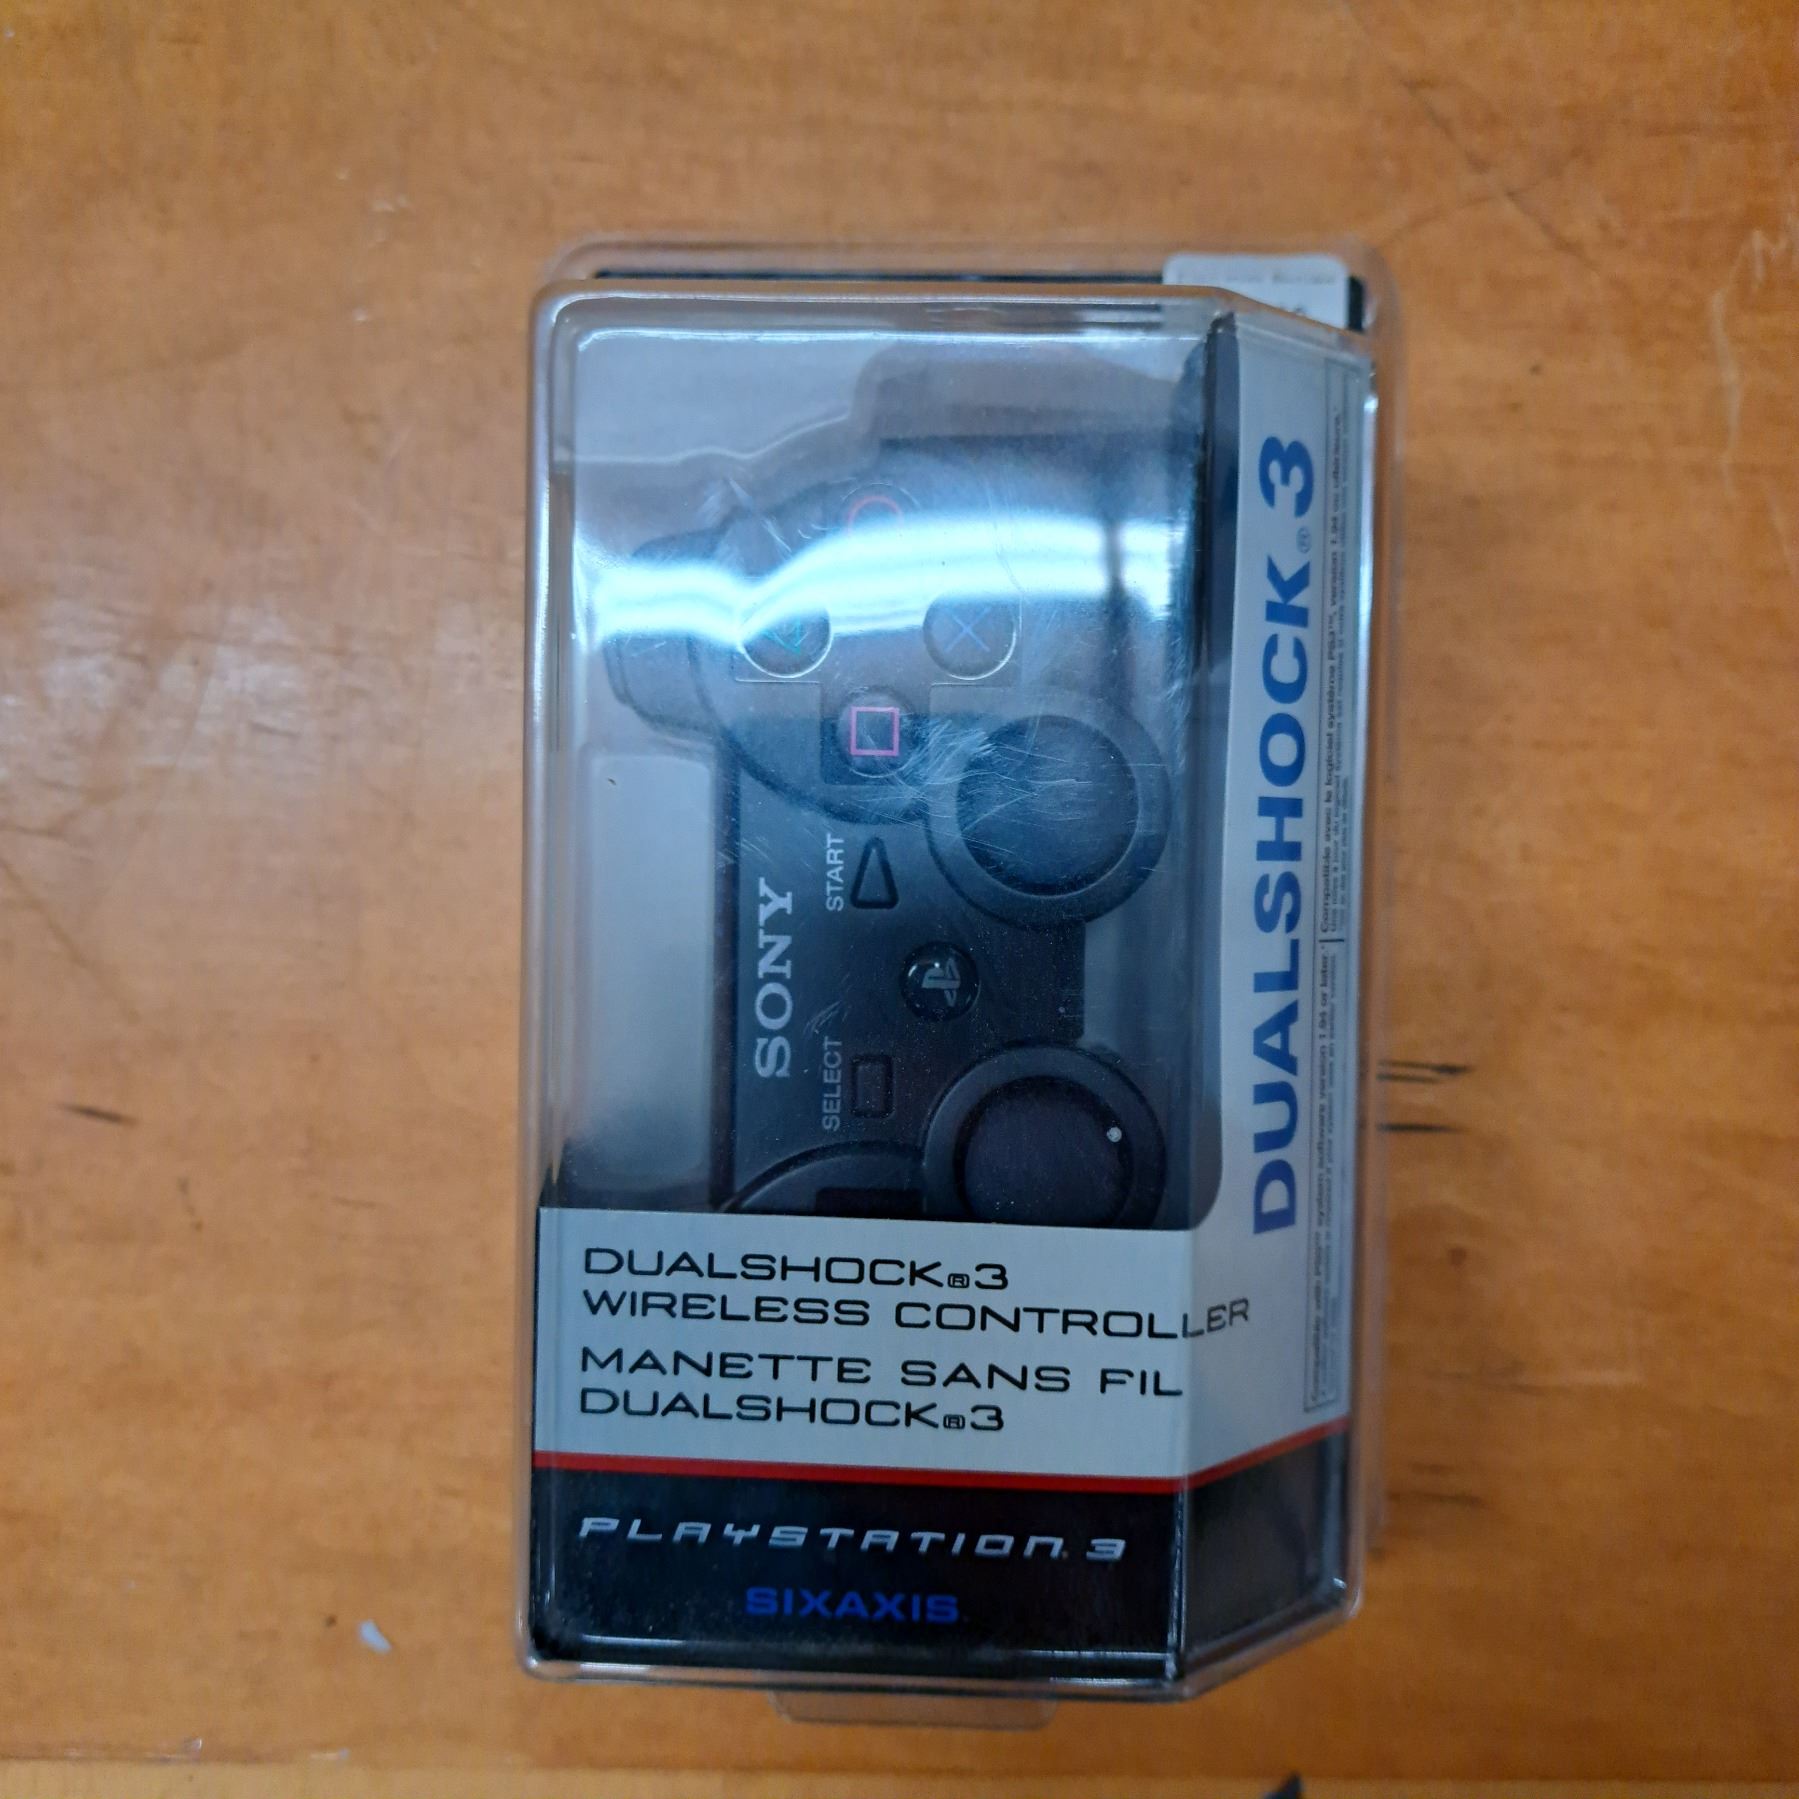 SONY
START
SELECT
DUALSHOCK®3
WIRELESS CONTROLLER
MANETTE SANS FIL
DUALSHOCK®3
PLAYSTATION 3
SIXAXIS
DUALSHOCK®3